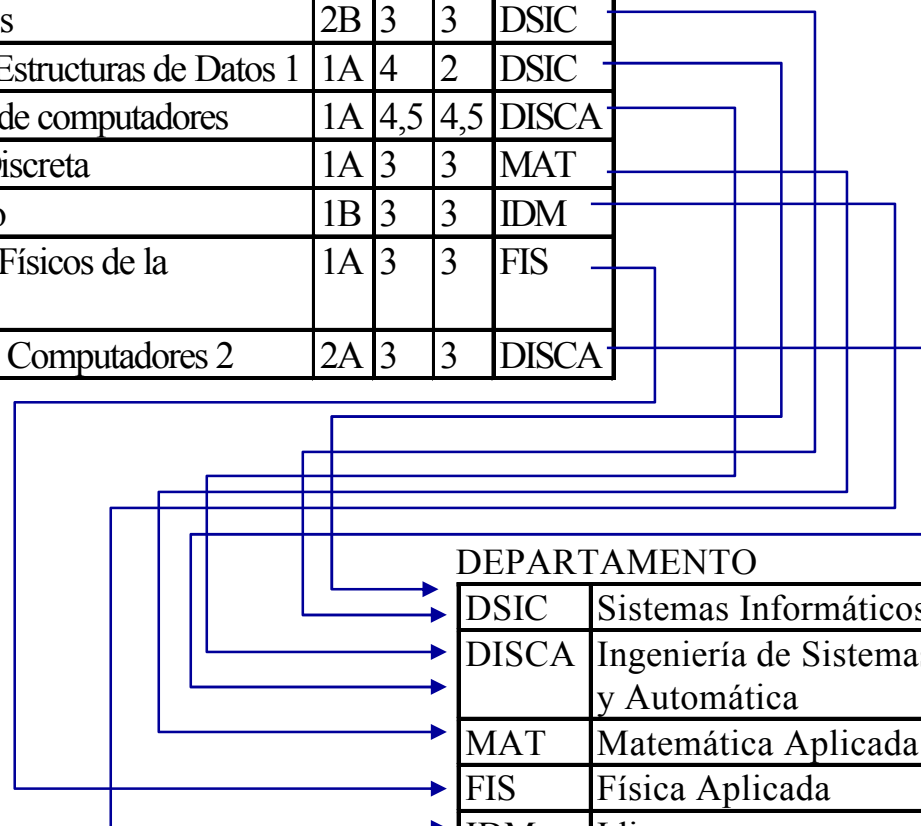 s 2B 3 3 DSIC
Estructuras de Datos 1 1A 4 2 DSIC
de computadores 1A 4,5 4,5 DISCA
iscreta 1A 3 3 MAT
o 1B 3 3 IDM
Físicos de la 1A 3 3 FIS
Computadores 2 2A 3 3 DISCA
DEPARTAMENTO
DSIC Sistemas Informáticos
DISCA Ingeniería de Sistemas
y Automática
MAT Matemática Aplicada
FIS Física Aplicada